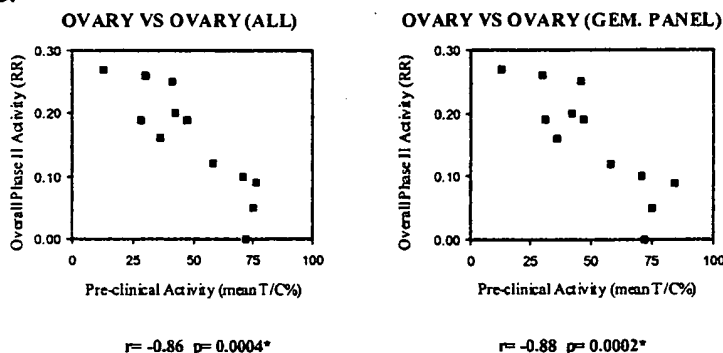 OVARY VS OVARY (ALL)
0.30
0.20
0.10
0.00
0
25
50
75
100
Overall Phase II Activity (RR)
Pre-clinical Activity (mean T/C%)
r= -0.86 p= 0.0004*
OVARY VS OVARY (GEM. PANEL)
0.30
0.20
0.10
0.00
0
25
50
75
100
Overall Phase II Activity (RR)
Pre-clinical Activity (mean T/C%)
r= -0.88 p= 0.0002*